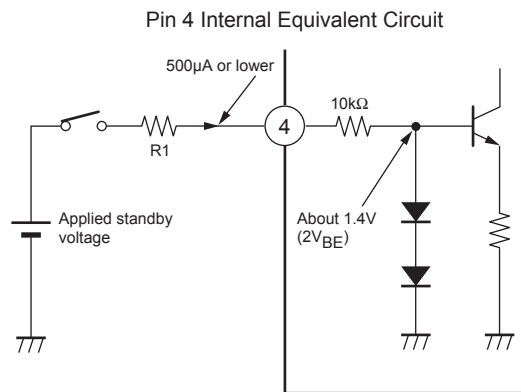 Pin 4 Internal Equivalent Circuit
500μA or lower
10kΩ
4
R1
Applied standby
voltage
About 1.4V
(2VBE)